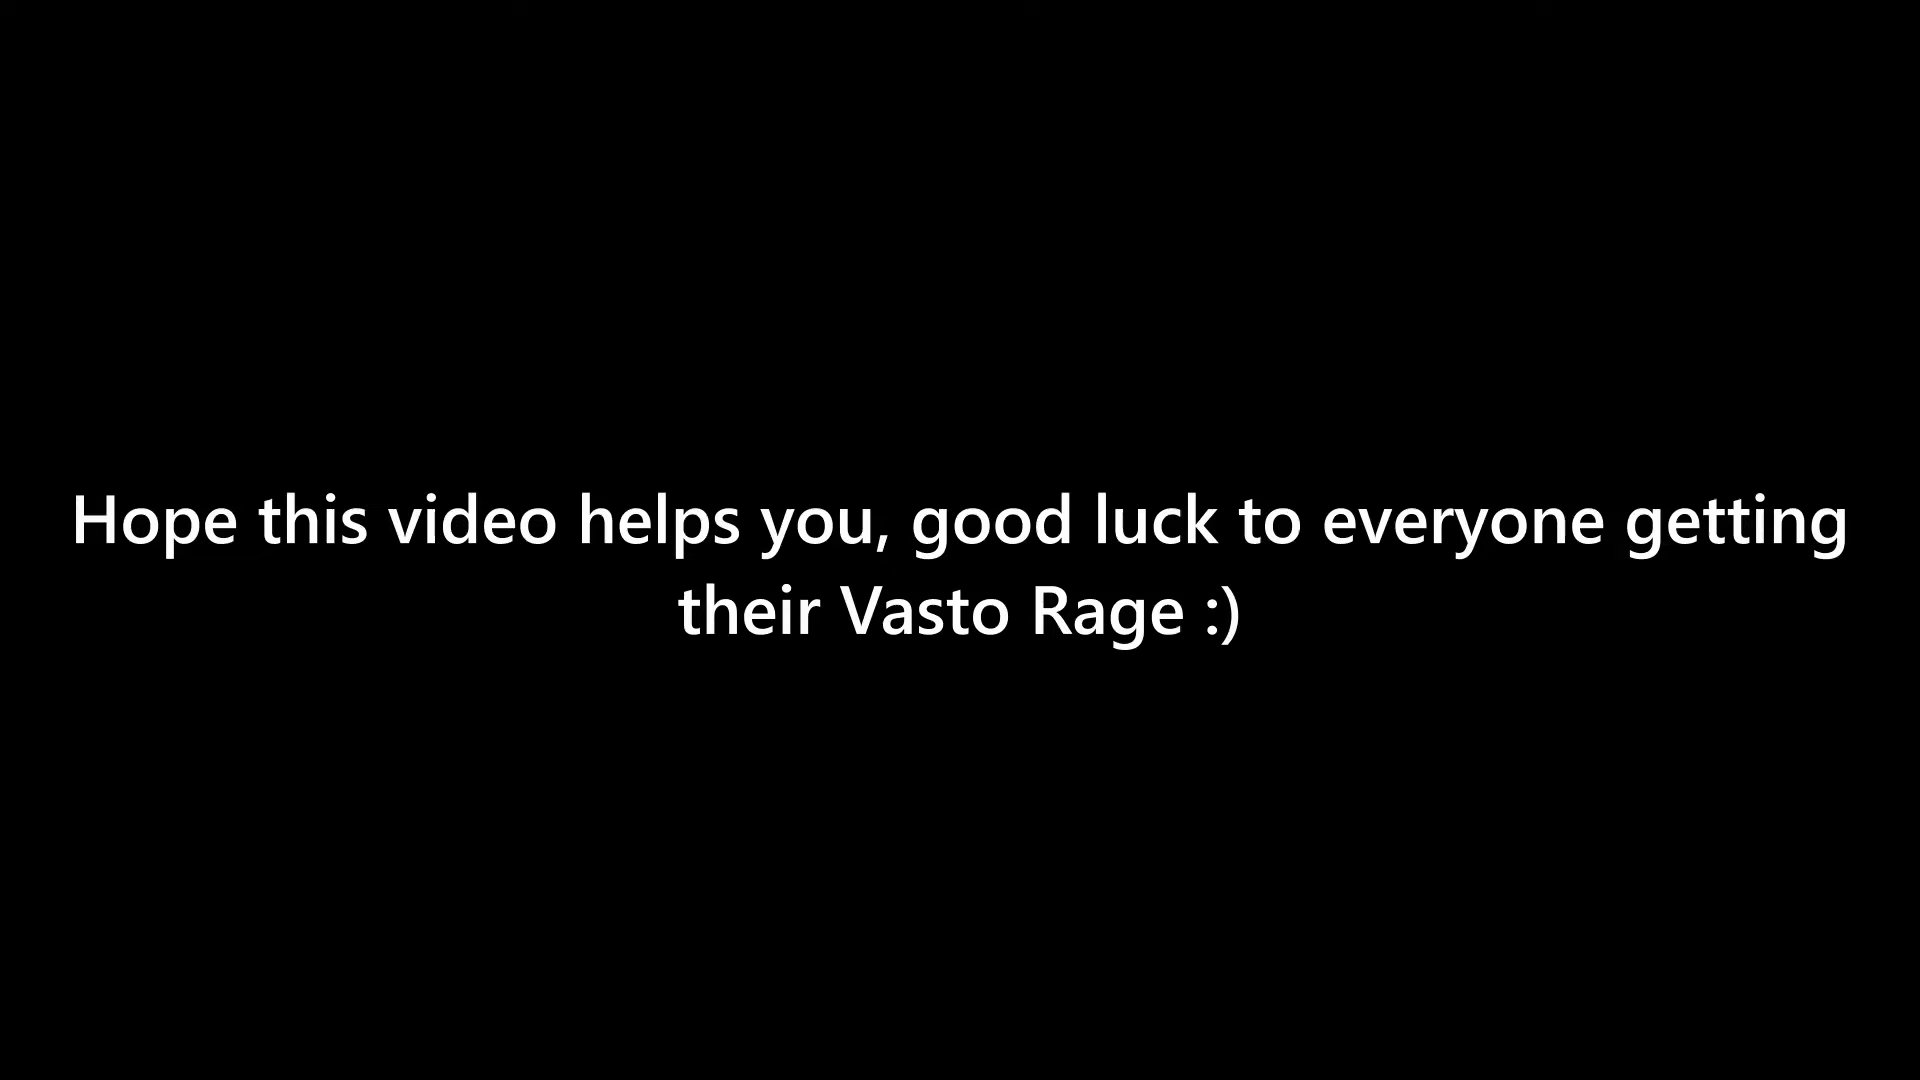 Hope this video helps you, good luck to everyone getting
their Vasto Rage :)